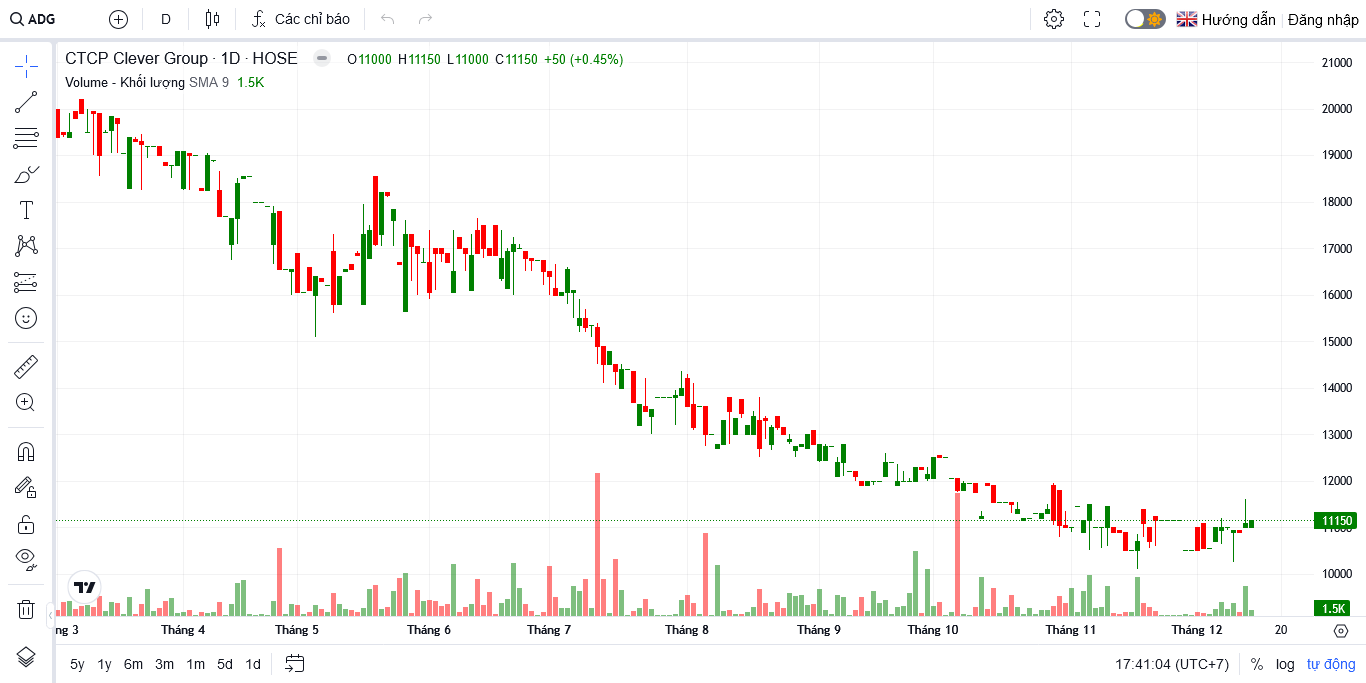 ADG D Các chỉ báo Hướng dẫn Đăng nhập
CTCP Clever Group · 1D · HOSE O11000 H11150 L11000 C11150 +50 (+0.45%)
Volume - Khối lượng SMA 9 1.5K
21000
20000
19000
18000
17000
16000
15000
14000
13000
12000
11150
11000
10000
1.5K
ng 3 Tháng 4 Tháng 5 Tháng 6 Tháng 7 Tháng 8 Tháng 9 Tháng 10 Tháng 11 Tháng 12 20
5y 1y 6m 3m 1m 5d 1d 17:41:04 (UTC+7) % log tự động